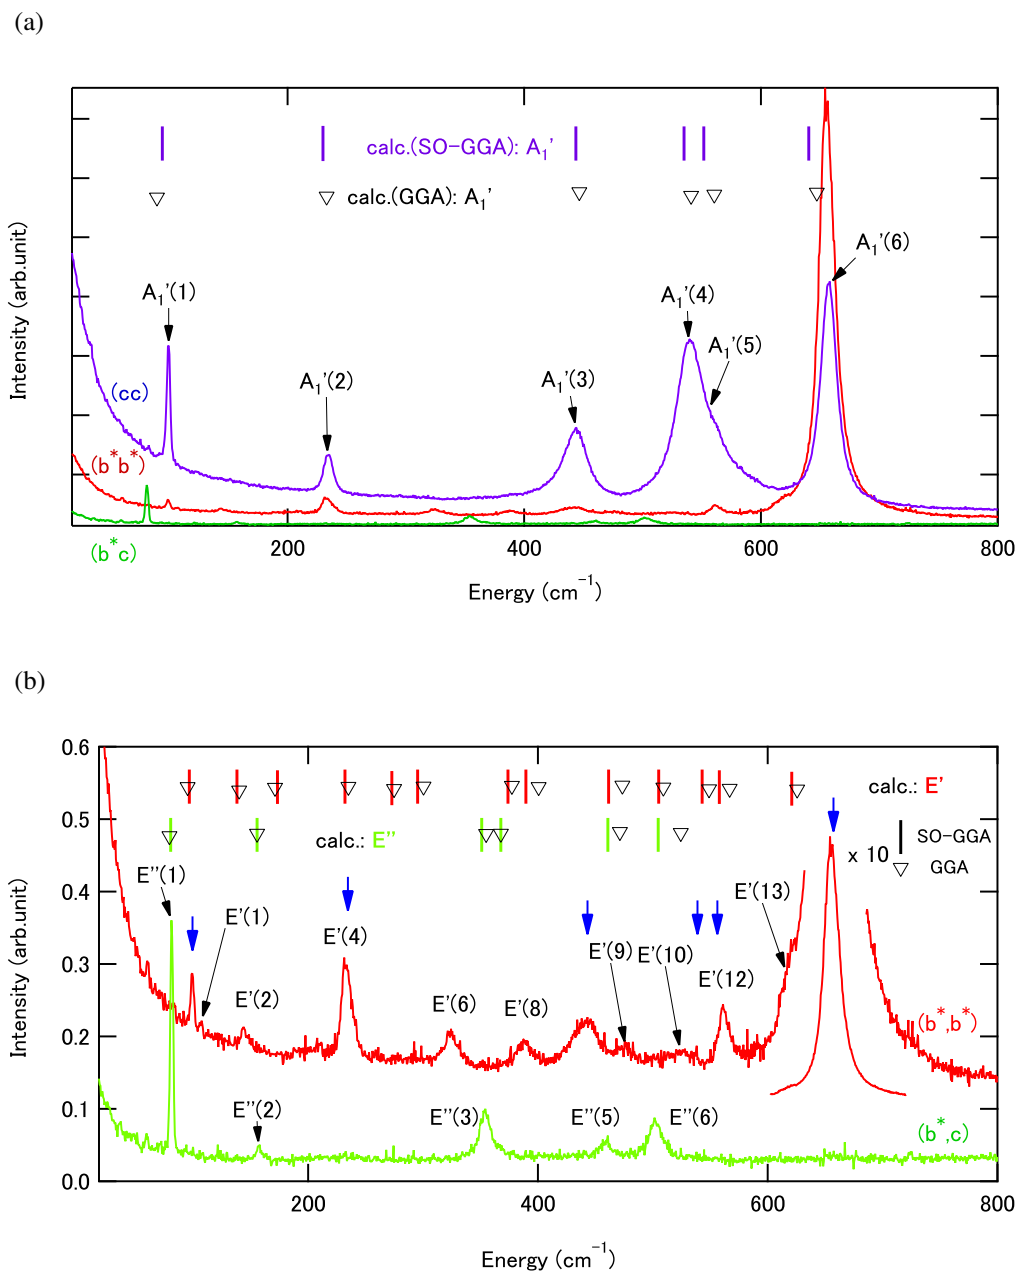 (a)
calc.(SO-GGA): A1'
calc.(GGA): A1'
A1'(6)
A1'(1)
A1'(4)
A1'(5)
A1'(2)
A1'(3)
(cc)
(b*b*)
(b*c)
Intensity (arb.unit)
200 400 600 800
Energy (cm−1)
(b)
0.6
calc.: E'
0.5
SO-GGA
calc.: E''
x 10
GGA
E''(1)
0.4
E'(13)
E'(1)
E'(4)
E'(9)
E'(10)
E'(12)
0.3
E'(2)
E'(6)
E'(8)
(b*,b*)
0.2
E''(2)
E''(3)
E''(5)
E''(6)
0.1
(b*,c)
0.0
Intensity (arb.unit)
200 400 600 800
Energy (cm−1)